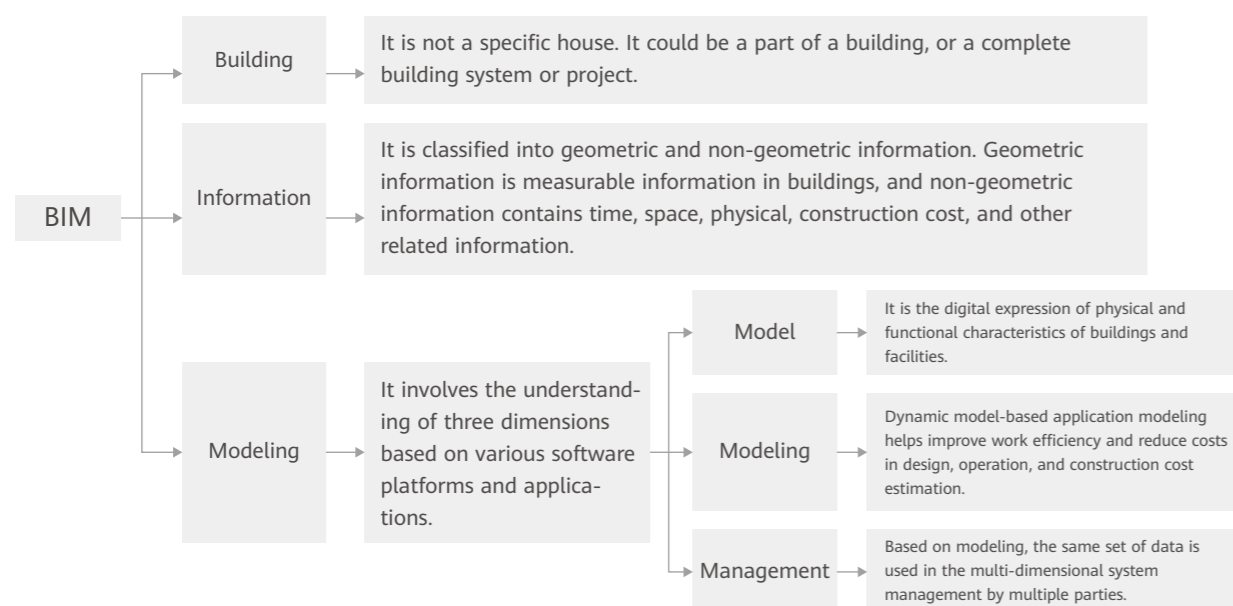 BIM
Building
It is not a specific house. It could be a part of a building, or a complete
building system or project.
Information
It is classified into geometric and non-geometric information. Geometric
information is measurable information in buildings, and non-geometric
information contains time, space, physical, construction cost, and other
related information.
Modeling
It involves the understand-
ing of three dimensions
based on various software
platforms and applica-
tions.
Model
It is the digital expression of physical and
functional characteristics of buildings and
facilities.
Modeling
Dynamic model-based application modeling
helps improve work efficiency and reduce costs
in design, operation, and construction cost
estimation.
Management
Based on modeling, the same set of data is
used in the multi-dimensional system
management by multiple parties.